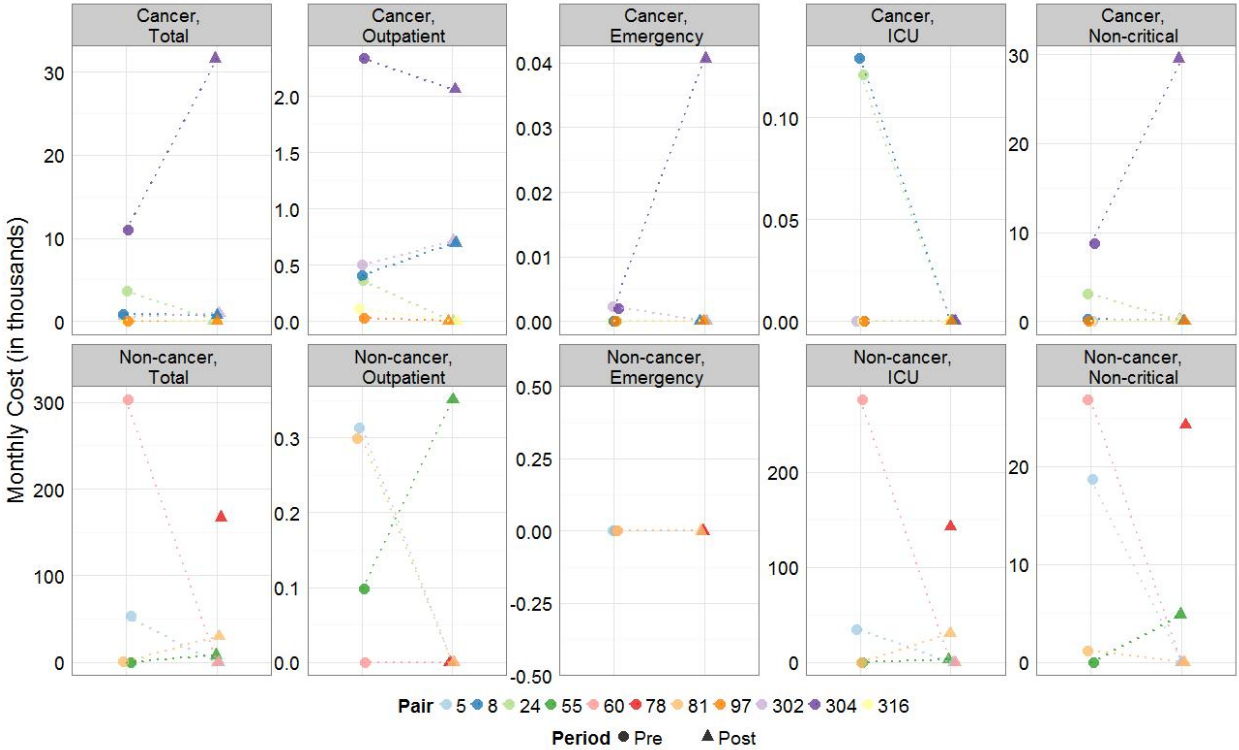 Cancer,
Total
Cancer,
Outpatient
Cancer,
Emergency
Cancer,
ICU
Cancer,
Non-critical
30
20
10
0
2.0
1.5
1.0
0.5
0.0
0.04
0.03
0.02
0.01
0.00
0.10
0.05
0.00
30
20
10
0
Monthly Cost (in thousands)
Non-cancer,
Total
Non-cancer,
Outpatient
Non-cancer,
Emergency
Non-cancer,
ICU
Non-cancer,
Non-critical
300
200
100
0
0.3
0.2
0.1
0.0
0.50
0.25
0.00
-0.25
-0.50
200
100
0
20
10
0
Pair 5 8 24 55 60 78 81 97 302 304 316
Period Pre Post